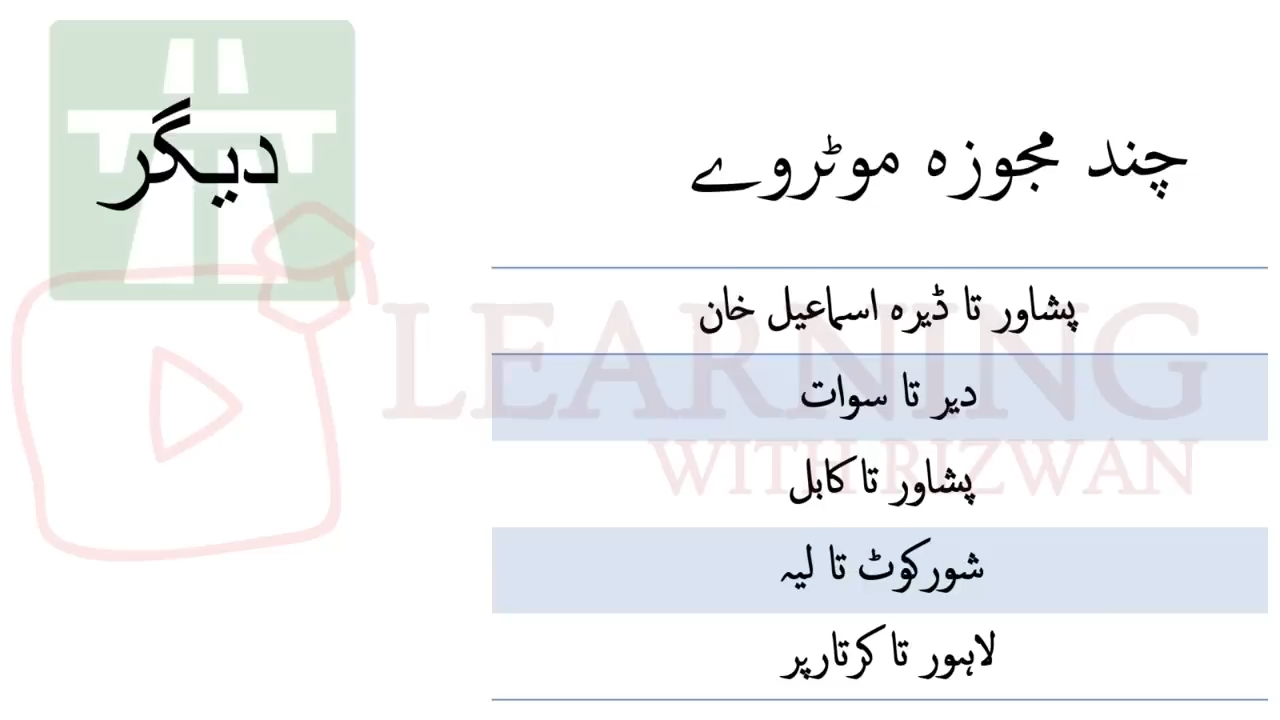 دیگر
چند مجوزہ موٹروے
پشاور تا ڈیرہ اسماعیل خان
دیر تا سوات
پشاور تا کابل
شورکوٹ تا لیہ
لاہور تا کرتارپر
LEARNING
WITH RIZWAN